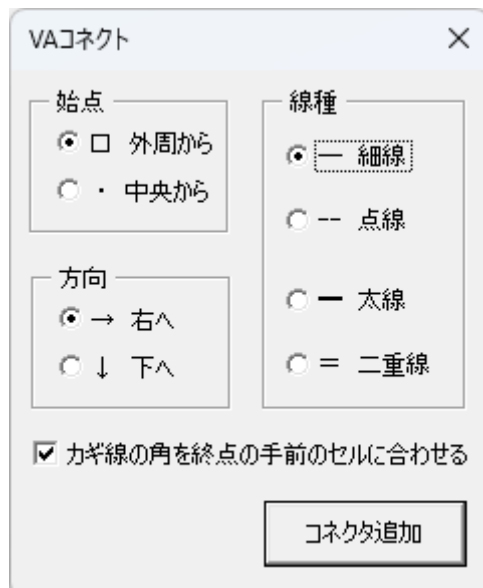 VAコネクト
始点
□ 外周から
・ 中央から
方向
→ 右へ
↓ 下へ
線種
― 細線
-- 点線
━ 太線
= 二重線
カギ線の角を終点の手前のセルに合わせる
コネクタ追加